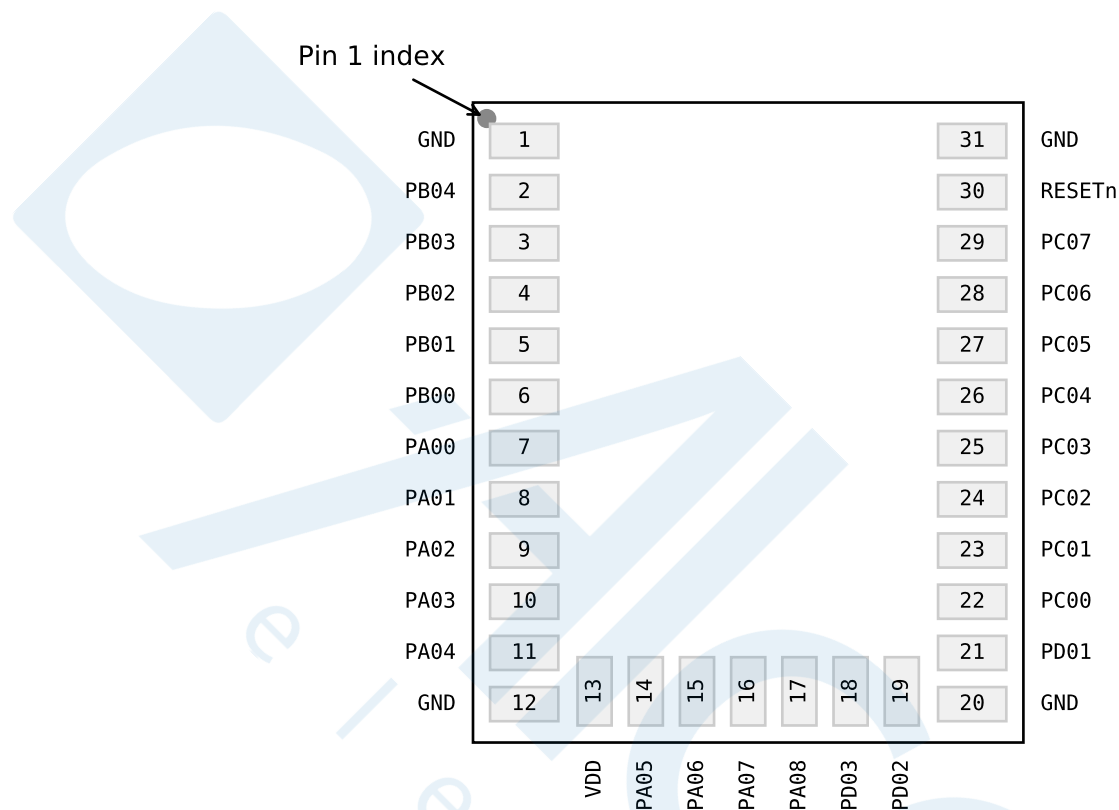 Pin 1 index
GND 1 31 GND
PB04 2 30 RESETn
PB03 3 29 PC07
PB02 4 28 PC06
PB01 5 27 PC05
PB00 6 26 PC04
PA00 7 25 PC03
PA01 8 24 PC02
PA02 9 23 PC01
PA03 10 22 PC00
PA04 11 21 PD01
GND 12 13 14 15 16 17 18 19 20 GND
VDD PA05 PA06 PA07 PA08 PD03 PD02